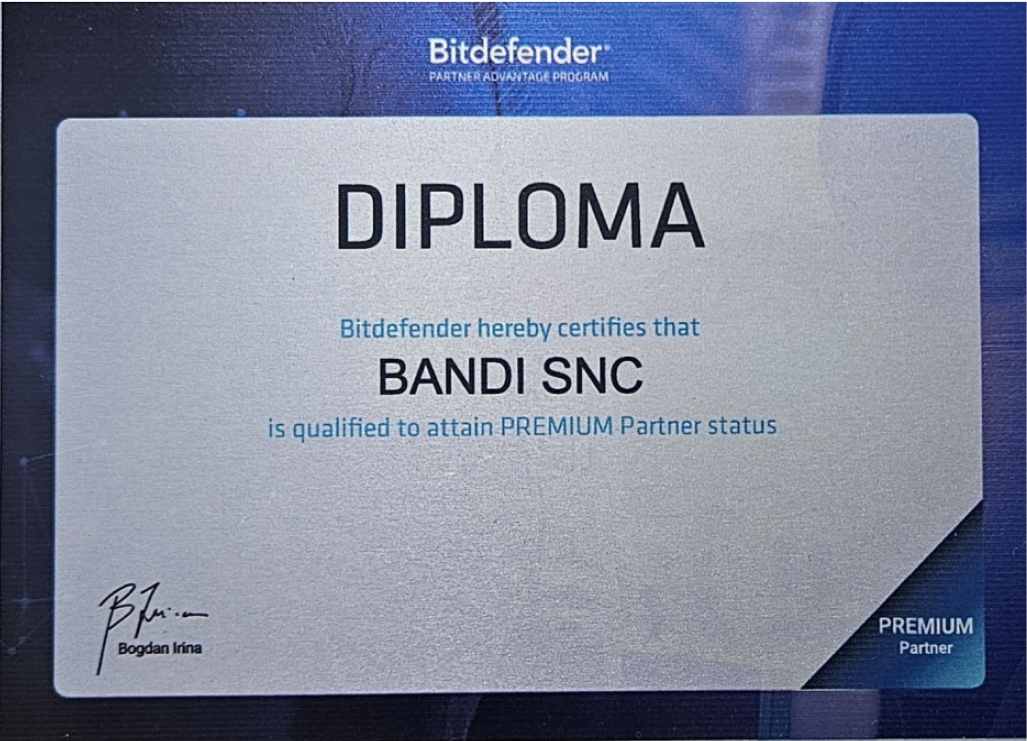 Bitdefender®
PARTNER ADVANTAGE PROGRAM
DIPLOMA
Bitdefender hereby certifies that
BANDI SNC
is qualified to attain PREMIUM Partner status
Bogdan Irina
PREMIUM
Partner